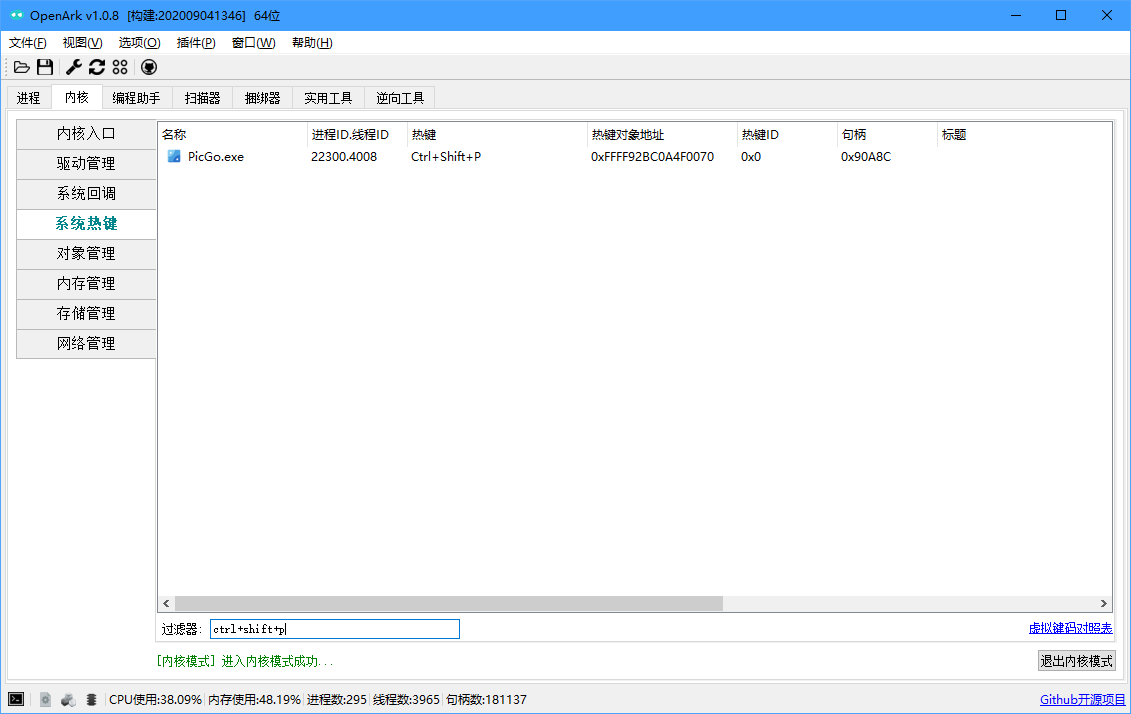 OpenArk v1.0.8 [构建:202009041346] 64位
文件(F) 视图(V) 选项(O) 插件(P) 窗口(W) 帮助(H)
进程 内核 编程助手 扫描器 捆绑器 实用工具 逆向工具
内核入口
驱动管理
系统回调
系统热键
对象管理
内存管理
存储管理
网络管理
名称 进程ID.线程ID 热键 热键对象地址 热键ID 句柄 标题
PicGo.exe 22300.4008 Ctrl+Shift+P 0xFFFF92BC0A4F0070 0x0 0x90A8C
过滤器: ctrl+shift+p 虚拟键码对照表
[内核模式] 进入内核模式成功... 退出内核模式
CPU使用:38.09% 内存使用:48.19% 进程数:295 线程数:3965 句柄数:181137 Github开源项目